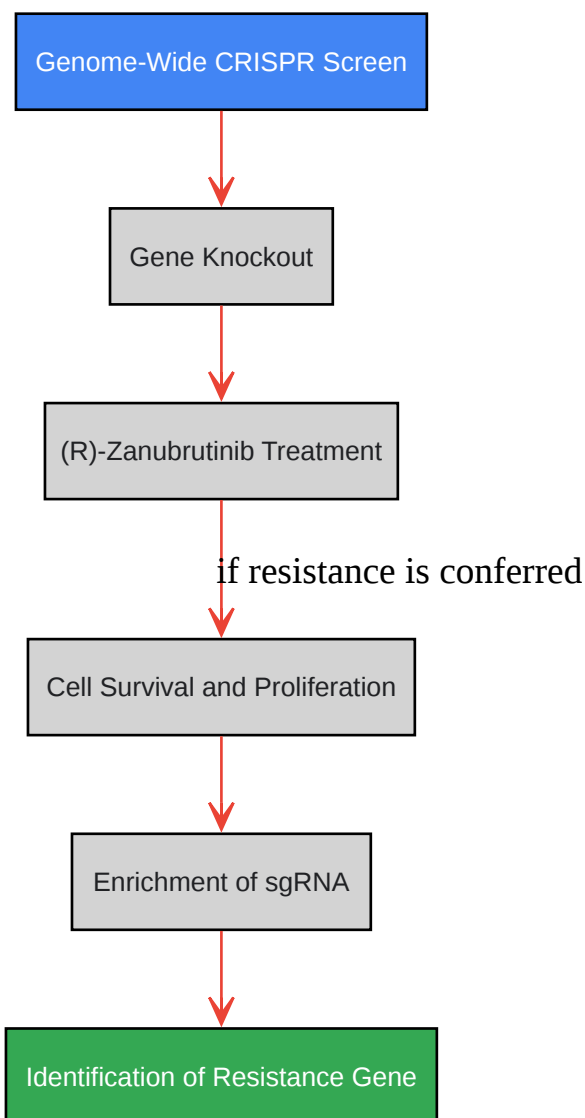 Genome-Wide CRISPR Screen
Gene Knockout
(R)-Zanubrutinib Treatment
if resistance is conferred
Cell Survival and Proliferation
Enrichment of sgRNA
Identification of Resistance Gene